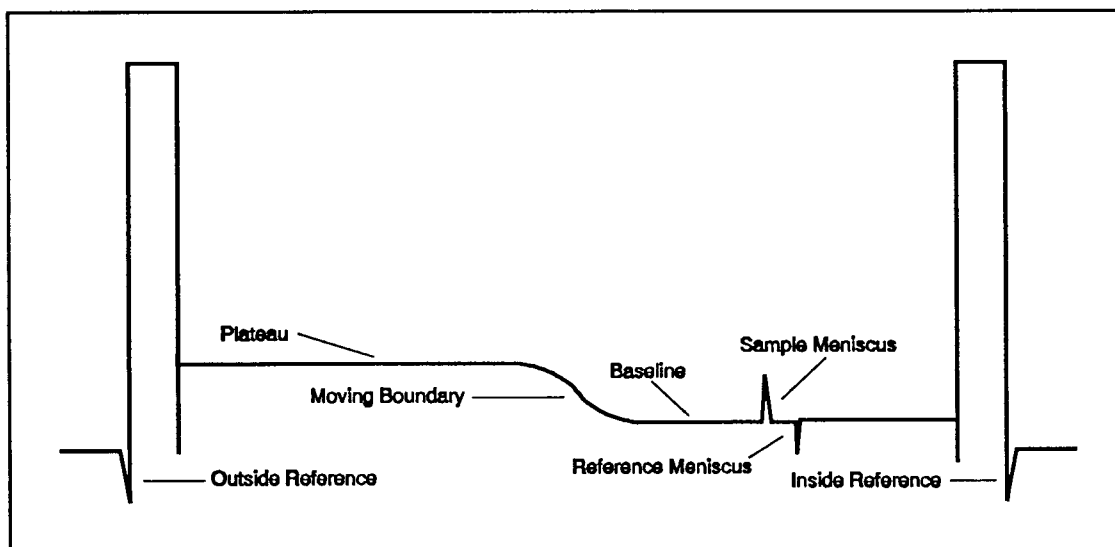 Plateau
Sample Meniscus
Baseline
Moving Boundary
Reference Meniscus
Outside Reference
Inside Reference